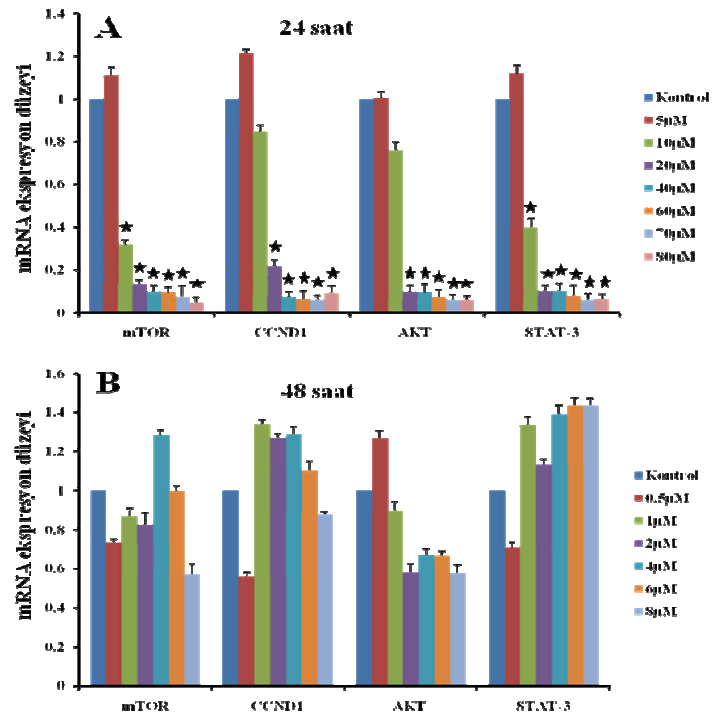 A
24 saat
mRNA ekspresyon düzeyi
1.4
1.2
1
0.8
0.6
0.4
0.2
0
mTOR CCND1 AKT STAT-3
Kontrol
5µM
10µM
20µM
40µM
60µM
70µM
80µM
B
48 saat
mRNA ekspresyon düzeyi
1.6
1.4
1.2
1
0.8
0.6
0.4
0.2
0
mTOR CCND1 AKT STAT-3
Kontrol
0.5µM
1µM
2µM
4µM
6µM
8µM